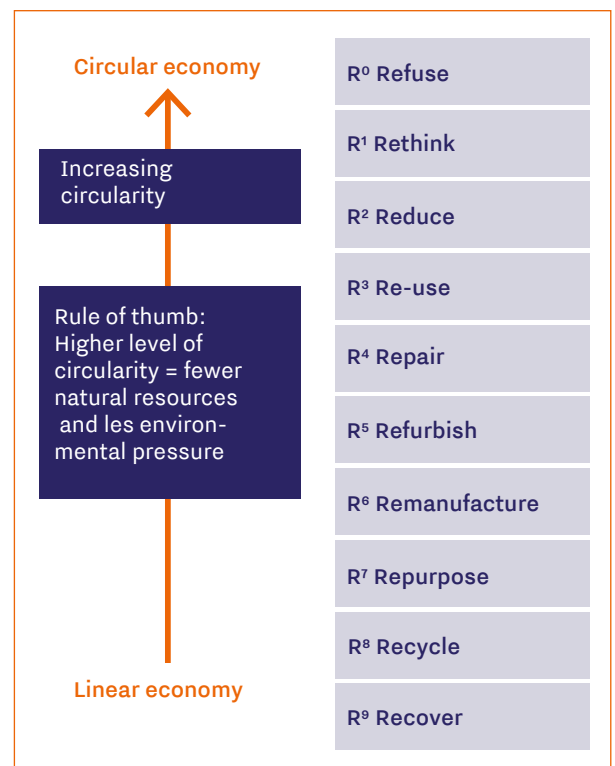 Circular economy
Increasing
circularity
Rule of thumb:
Higher level of
circularity = fewer
natural resources
and les environ-
mental pressure
Linear economy
R⁰ Refuse
R¹ Rethink
R² Reduce
R³ Re-use
R⁴ Repair
R⁵ Refurbish
R⁶ Remanufacture
R⁷ Repurpose
R⁸ Recycle
R⁹ Recover